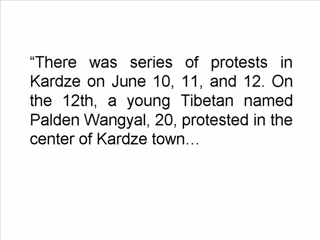 “There was series of protests in
Kardze on June 10, 11, and 12. On
the 12th, a young Tibetan named
Palden Wangyal, 20, protested in the
center of Kardze town…